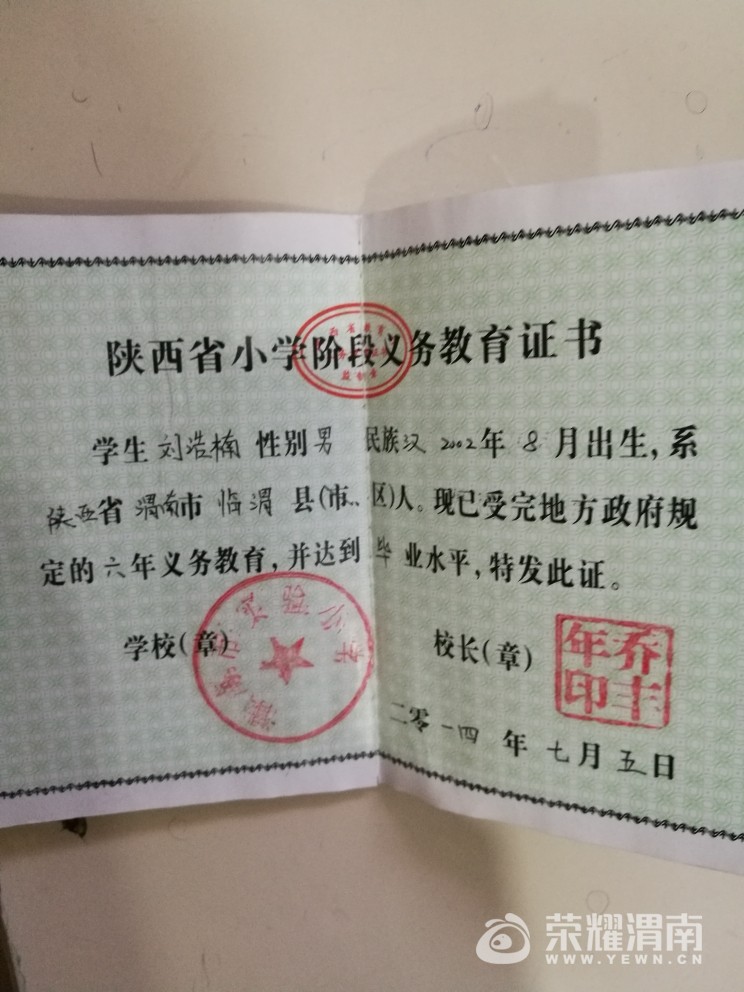 陕西省小学阶段义务教育证书
学生 刘浩楠 性别 男 民族 汉 2002年 8 月出生，系
陕西省 渭南市 临渭 县(市、区)人。现已受完地方政府规
定的六年义务教育，并达到 毕 业水平，特发此证。
学校(章)
校长(章)
乔丰年印
二零一四 年 七月五日
荣耀渭南
WWW.YEWN.CN